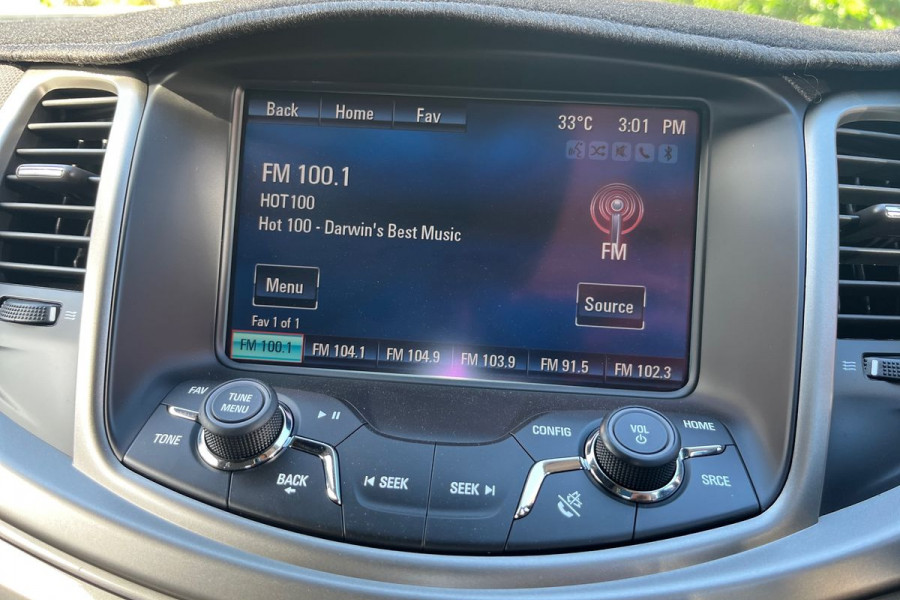 Back Home Fav 33°C 3:01 PM
FM 100.1
HOT100
Hot 100 - Darwin's Best Music
FM
Menu
Source
Fav 1 of 1
FM 100.1 FM 104.1 FM 104.9 FM 103.9 FM 91.5 FM 102.3
FAV
TUNE
MENU
TONE
BACK
SEEK
SEEK
CONFIG
VOL
HOME
SRCE